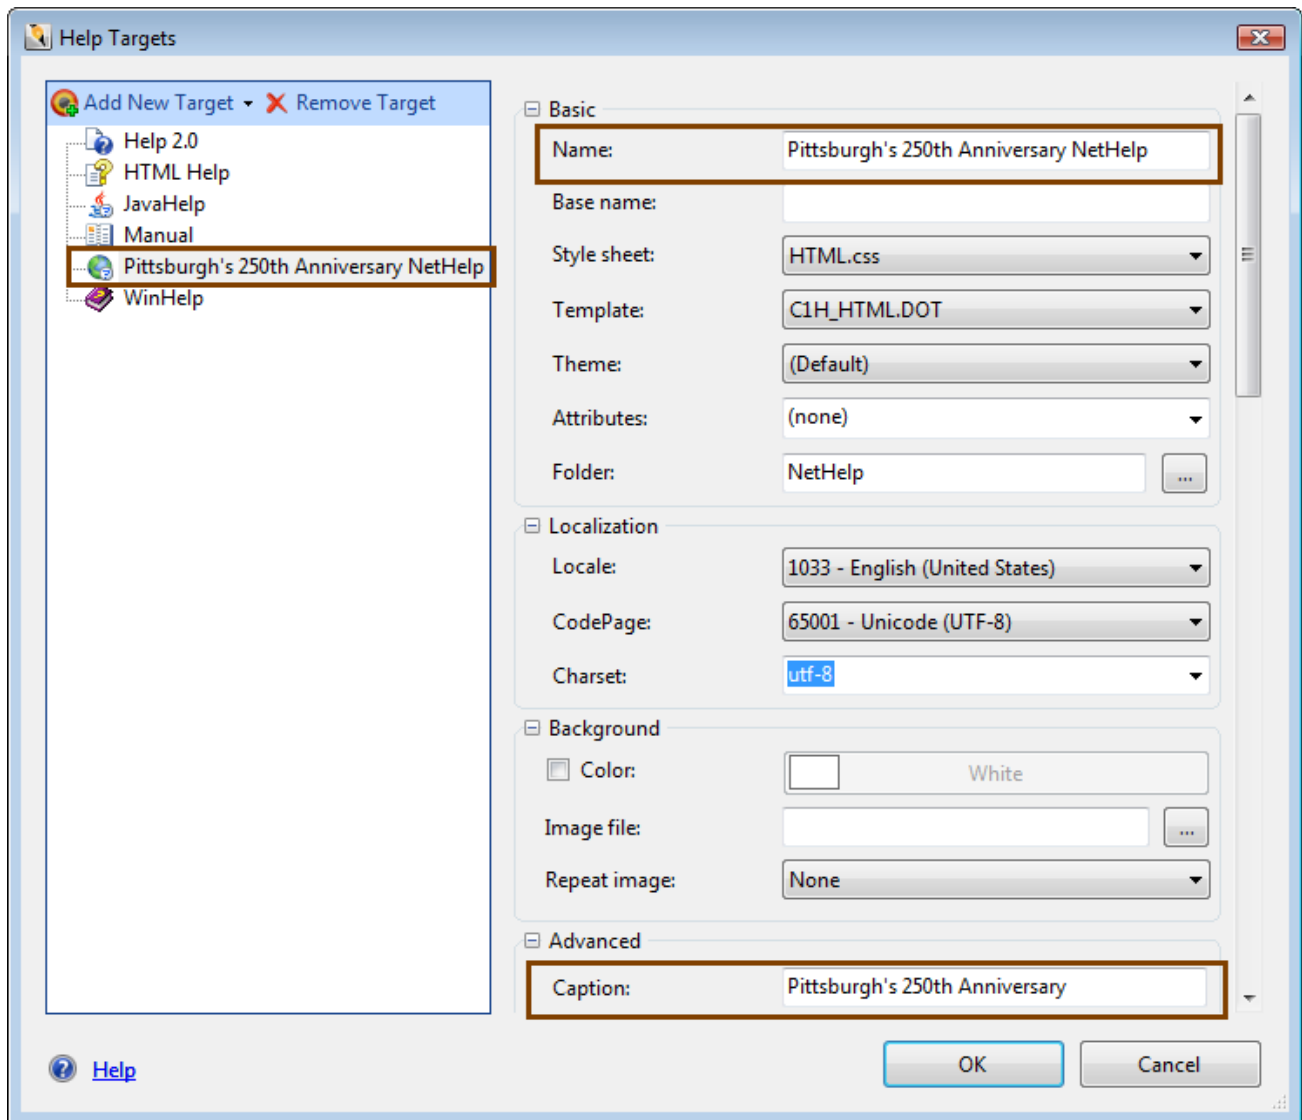 Help Targets
Add New Target Remove Target
Help 2.0
HTML Help
JavaHelp
Manual
Pittsburgh's 250th Anniversary NetHelp
WinHelp
Basic
Name: Pittsburgh's 250th Anniversary NetHelp
Base name:
Style sheet: HTML.css
Template: C1H_HTML.DOT
Theme: (Default)
Attributes: (none)
Folder: NetHelp ...
Localization
Locale: 1033 - English (United States)
CodePage: 65001 - Unicode (UTF-8)
Charset: utf-8
Background
Color: White
Image file: ...
Repeat image: None
Advanced
Caption: Pittsburgh's 250th Anniversary
Help
OK Cancel